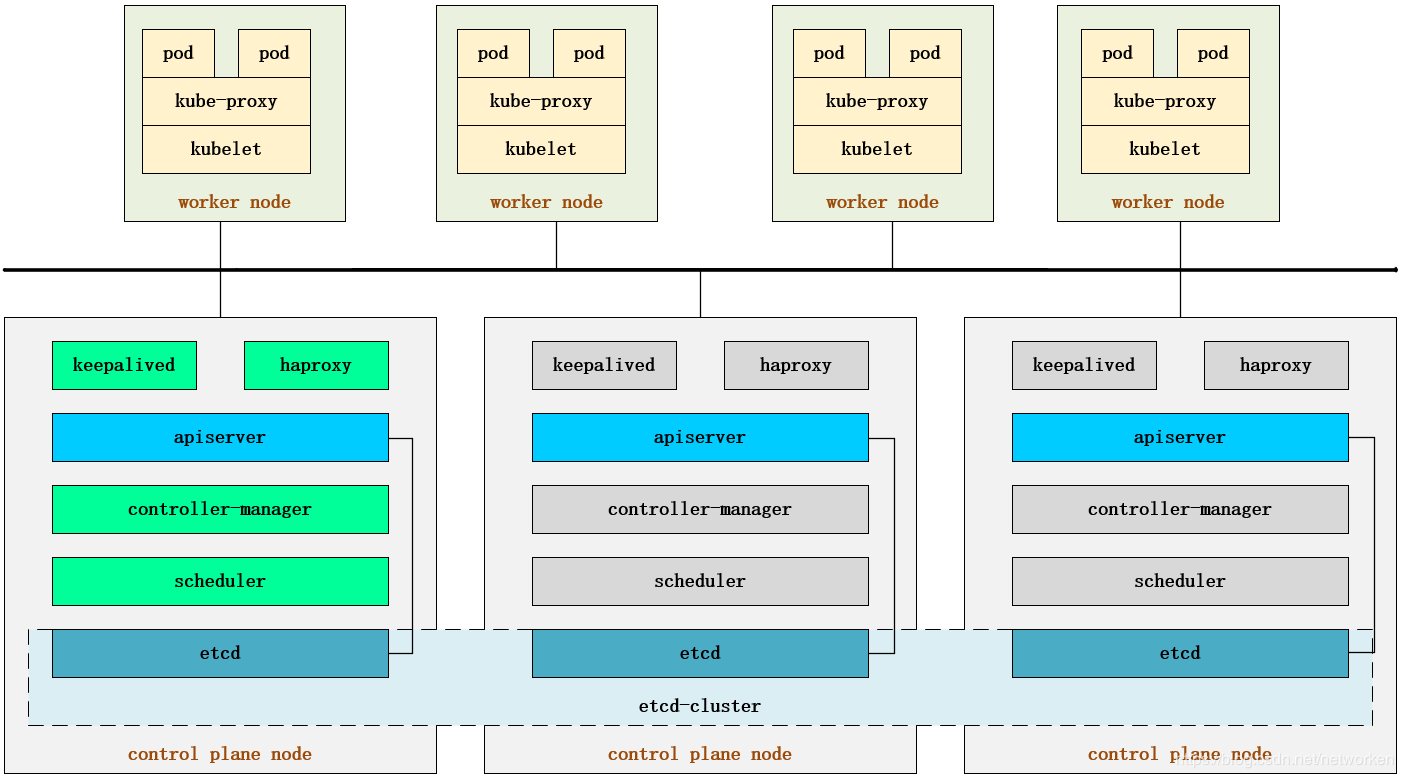 pod pod pod pod pod pod pod pod
kube-proxy kube-proxy kube-proxy kube-proxy
kubelet kubelet kubelet kubelet
worker node worker node worker node worker node
keepalived haproxy keepalived haproxy keepalived haproxy
apiserver apiserver apiserver
controller-manager controller-manager controller-manager
scheduler scheduler scheduler
etcd etcd etcd
etcd-cluster
control plane node control plane node control plane node
https://blog.csdn.net/networken